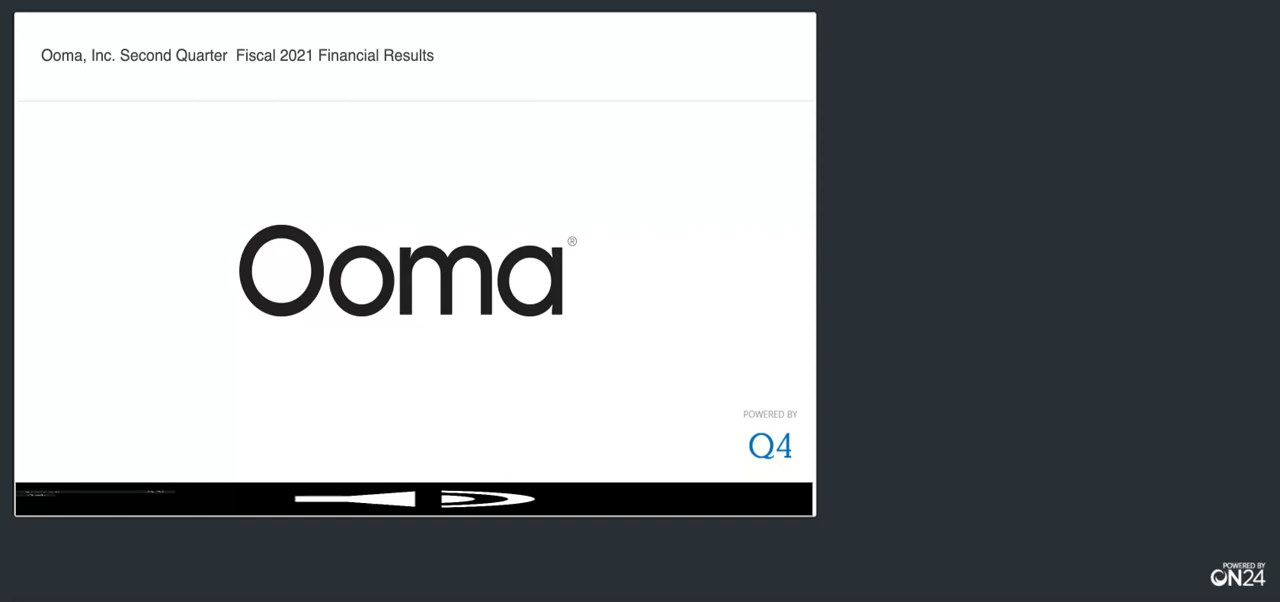 Ooma, Inc. Second Quarter  Fiscal 2021 Financial Results
Ooma®
POWERED BY
Q4
POWERED BY
ON24